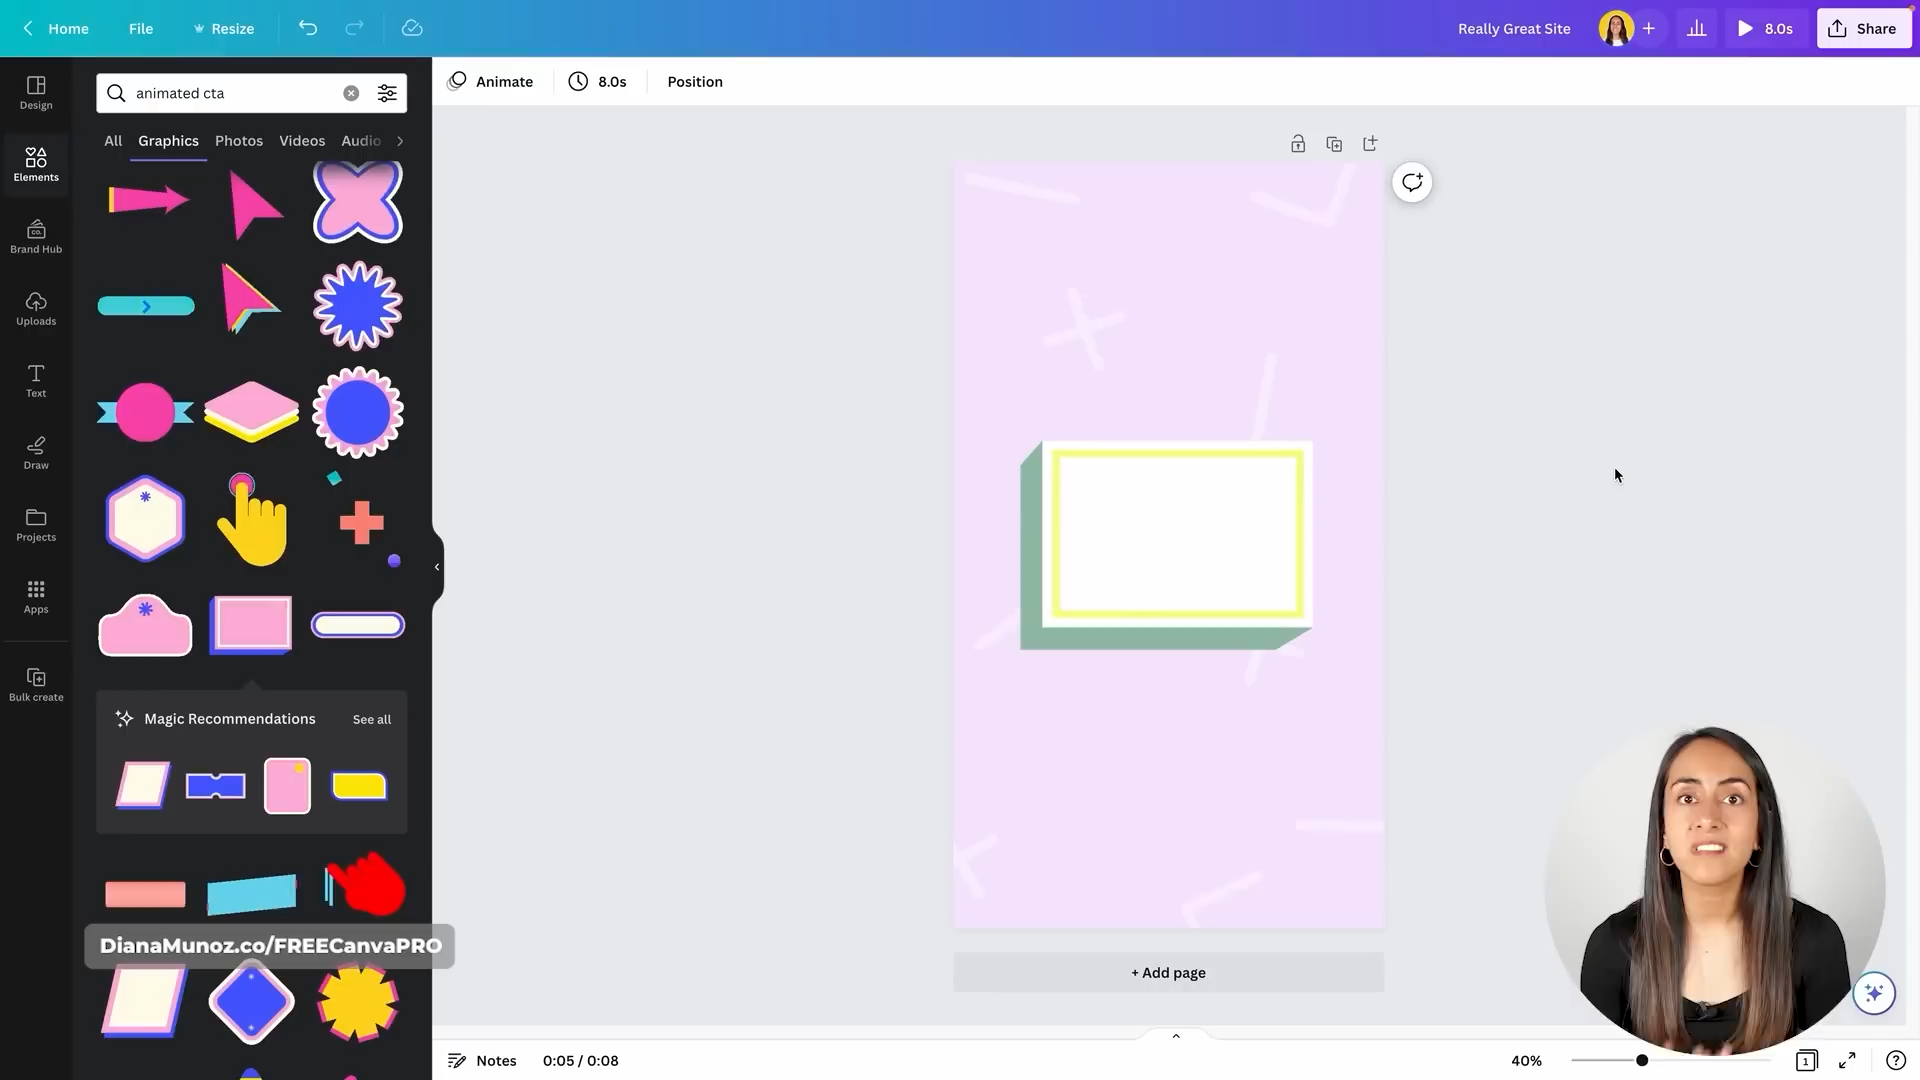 Home
File
Resize
Really Great Site
8.0s
Share
Design
Elements
Brand Hub
Uploads
Text
Draw
Projects
Apps
Bulk create
animated cta
All
Graphics
Photos
Videos
Audio
Magic Recommendations
See all
DianaMunoz.co/FREECanvaPRO
Animate
8.0s
Position
+ Add page
Notes
0:05 / 0:08
40%
1